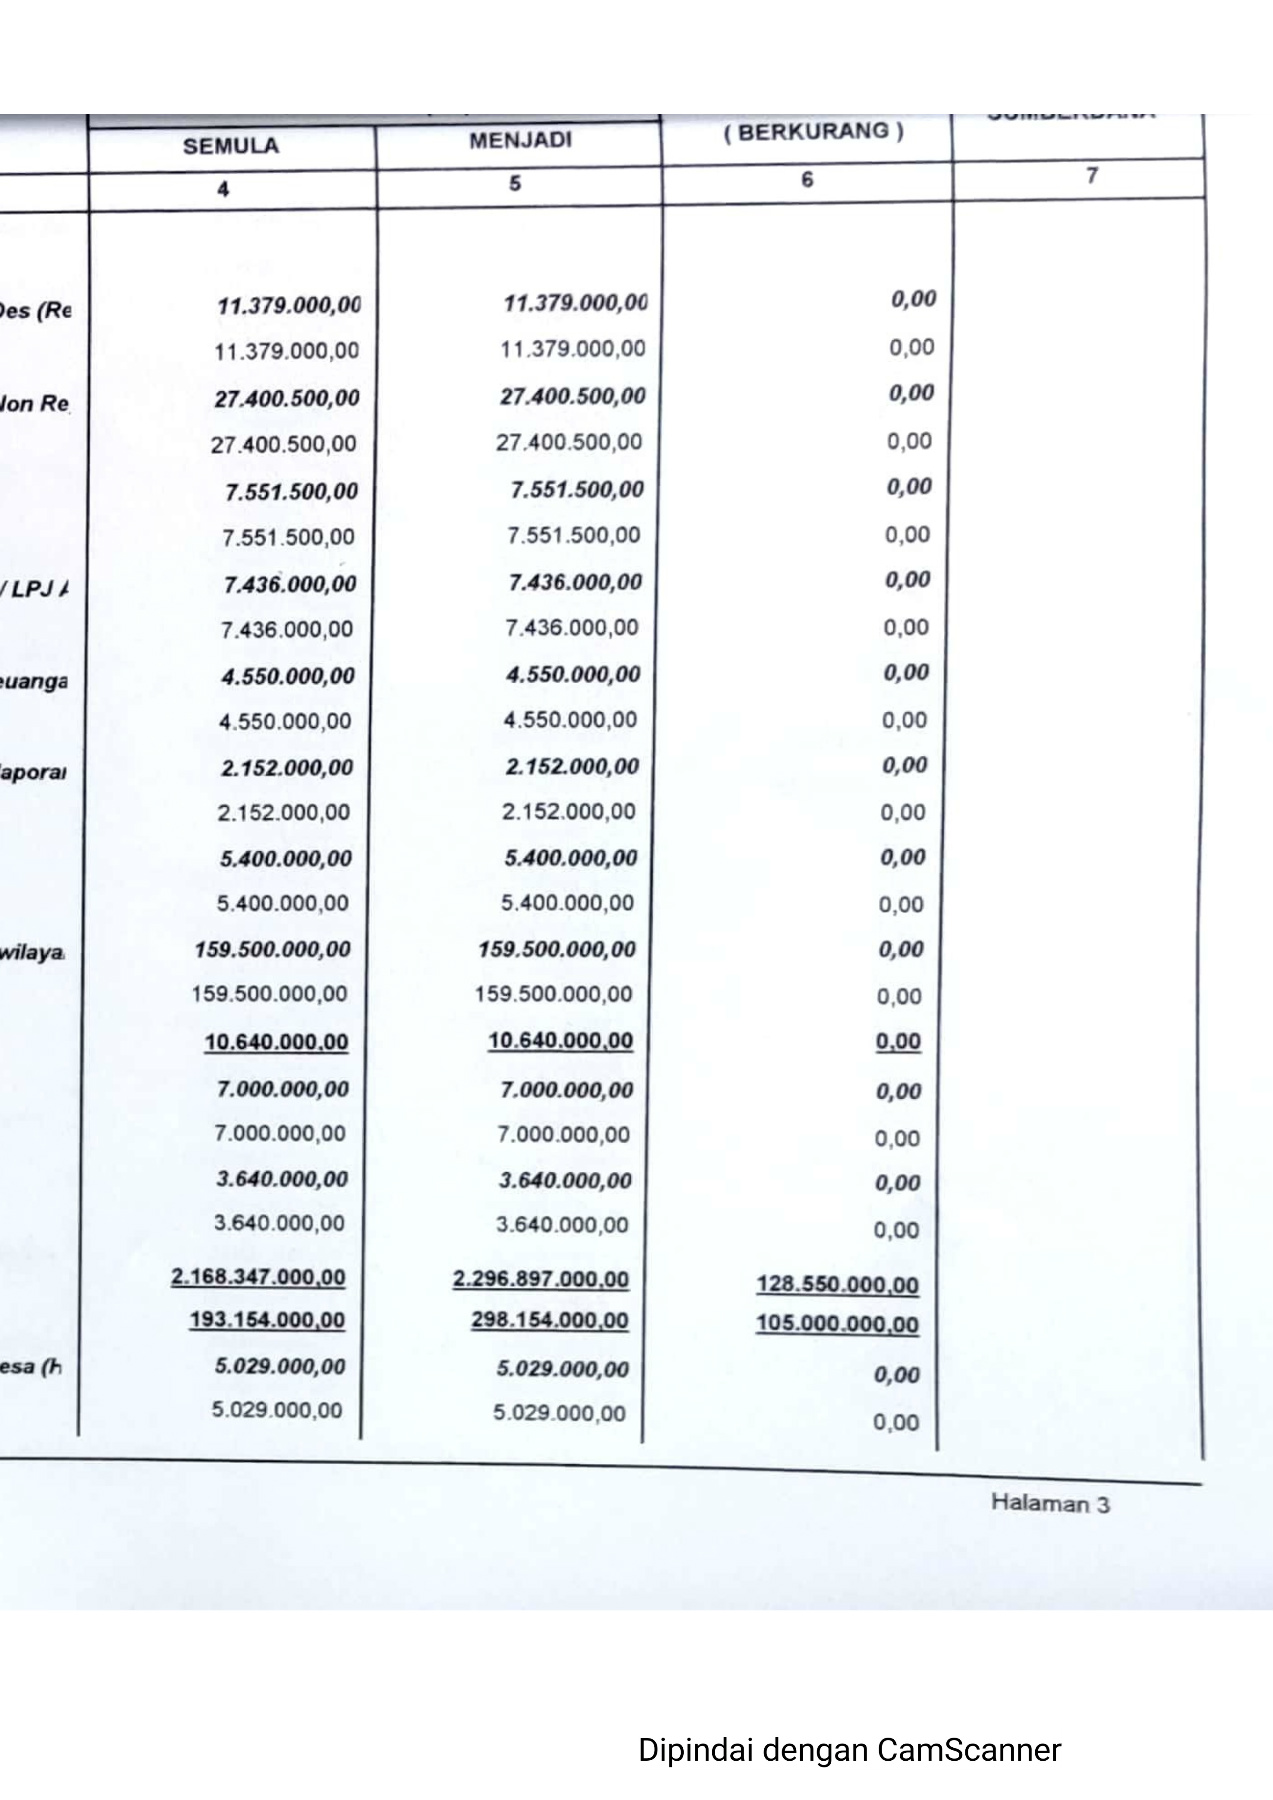 SEMULA MENJADI ( BERKURANG ) SUMBERDANA
4 5 6 7
Des (Re 11.379.000,00 11.379.000,00 0,00
11.379.000,00 11.379.000,00 0,00
Non Re 27.400.500,00 27.400.500,00 0,00
27.400.500,00 27.400.500,00 0,00
7.551.500,00 7.551.500,00 0,00
7.551.500,00 7.551.500,00 0,00
/ LPJ A 7.436.000,00 7.436.000,00 0,00
7.436.000,00 7.436.000,00 0,00
euanga 4.550.000,00 4.550.000,00 0,00
4.550.000,00 4.550.000,00 0,00
aporai 2.152.000,00 2.152.000,00 0,00
2.152.000,00 2.152.000,00 0,00
5.400.000,00 5.400.000,00 0,00
5.400.000,00 5.400.000,00 0,00
wilaya 159.500.000,00 159.500.000,00 0,00
159.500.000,00 159.500.000,00 0,00
10.640.000,00 10.640.000,00 0,00
7.000.000,00 7.000.000,00 0,00
7.000.000,00 7.000.000,00 0,00
3.640.000,00 3.640.000,00 0,00
3.640.000,00 3.640.000,00 0,00
2.168.347.000,00 2.296.897.000,00 128.550.000,00
193.154.000,00 298.154.000,00 105.000.000,00
esa (h 5.029.000,00 5.029.000,00 0,00
5.029.000,00 5.029.000,00 0,00
Halaman 3
Dipindai dengan CamScanner